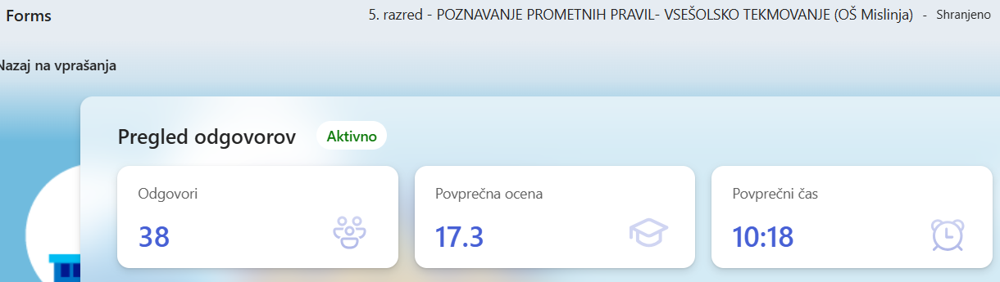 Forms
5. razred - POZNAVANJE PROMETNIH PRAVIL- VSEŠOLSKO TEKMOVANJE (OŠ Mislinja) - Shranjeno
Nazaj na vprašanja
Pregled odgovorov Aktivno
Odgovori
38
Povprečna ocena
17.3
Povprečni čas
10:18